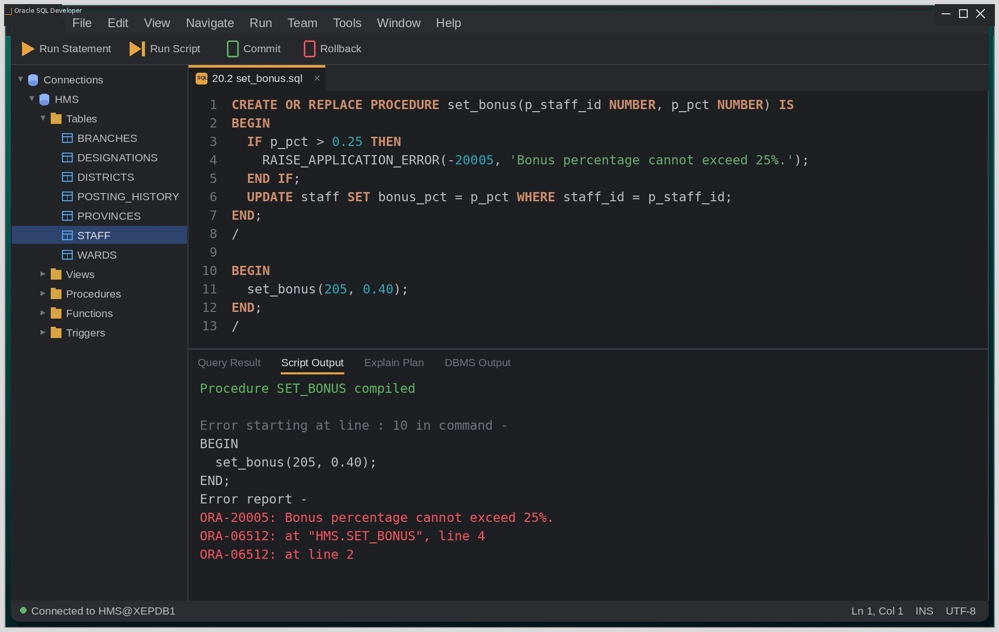 Oracle SQL Developer
File Edit View Navigate Run Team Tools Window Help
Run Statement Run Script Commit Rollback
Connections
HMS
Tables
BRANCHES
DESIGNATIONS
DISTRICTS
POSTING_HISTORY
PROVINCES
STAFF
WARDS
Views
Procedures
Functions
Triggers
SQL 20.2 set_bonus.sql ×
1 CREATE OR REPLACE PROCEDURE set_bonus(p_staff_id NUMBER, p_pct NUMBER) IS
2 BEGIN
3   IF p_pct > 0.25 THEN
4     RAISE_APPLICATION_ERROR(-20005, 'Bonus percentage cannot exceed 25%.');
5   END IF;
6   UPDATE staff SET bonus_pct = p_pct WHERE staff_id = p_staff_id;
7 END;
8 /
9
10 BEGIN
11   set_bonus(205, 0.40);
12 END;
13 /
Query Result Script Output Explain Plan DBMS Output
Procedure SET_BONUS compiled
Error starting at line : 10 in command -
BEGIN
  set_bonus(205, 0.40);
END;
Error report -
ORA-20005: Bonus percentage cannot exceed 25%.
ORA-06512: at "HMS.SET_BONUS", line 4
ORA-06512: at line 2
Connected to HMS@XEPDB1 Ln 1, Col 1 INS UTF-8